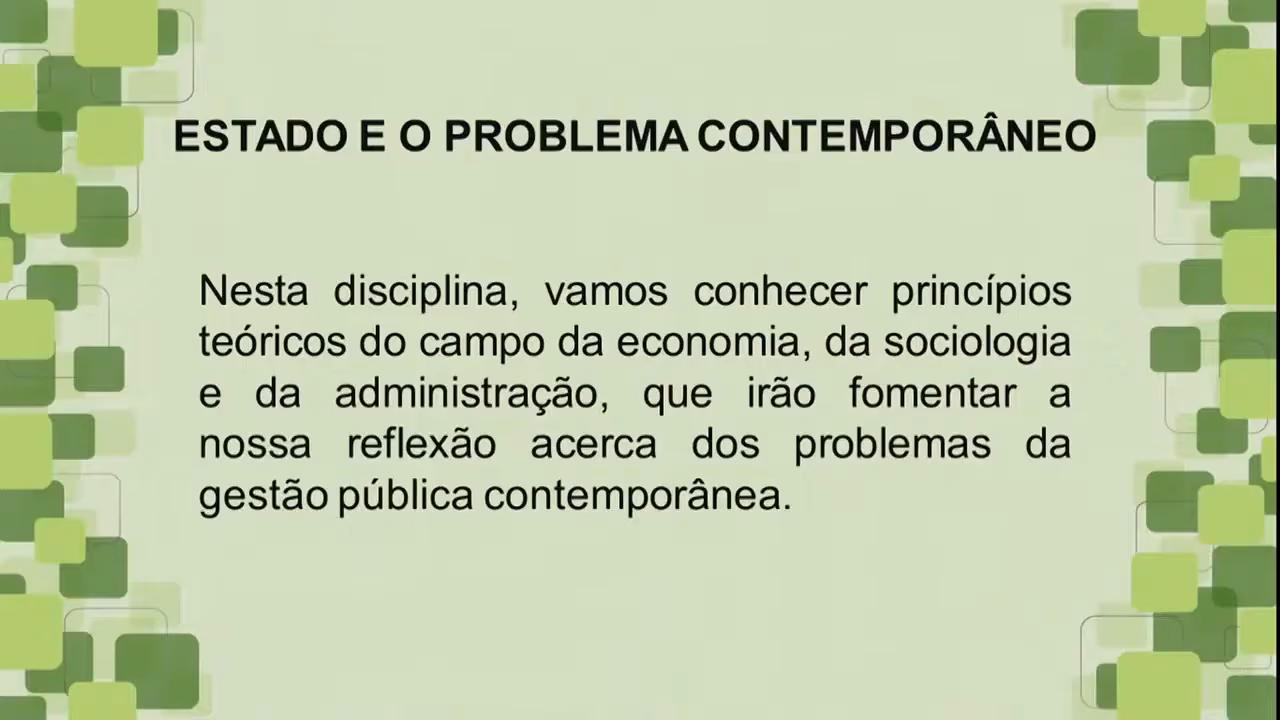 ESTADO E O PROBLEMA CONTEMPORÂNEO
Nesta disciplina, vamos conhecer princípios
teóricos do campo da economia, da sociologia
e da administração, que irão fomentar a
nossa reflexão acerca dos problemas da
gestão pública contemporânea.